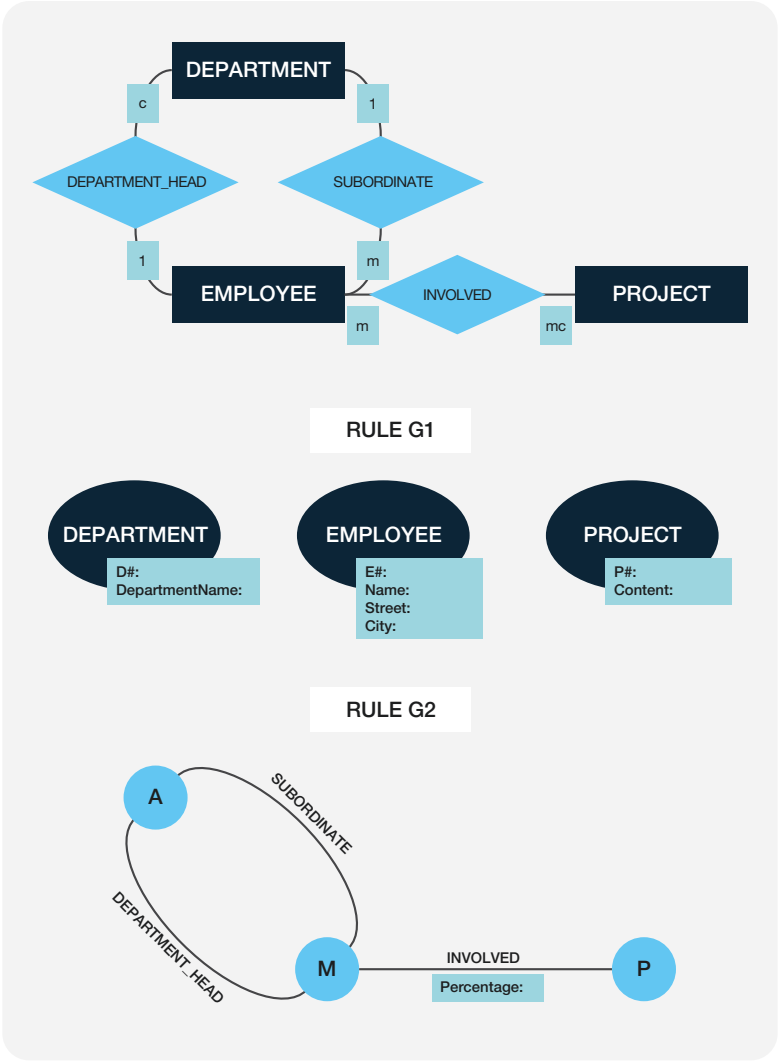 DEPARTMENT
c
1
DEPARTMENT_HEAD
SUBORDINATE
1
m
EMPLOYEE
INVOLVED
PROJECT
m
mc
RULE G1
DEPARTMENT
D#:
DepartmentName:
EMPLOYEE
E#:
Name:
Street:
City:
PROJECT
P#:
Content:
RULE G2
A
SUBORDINATE
DEPARTMENT_HEAD
M
INVOLVED
Percentage:
P